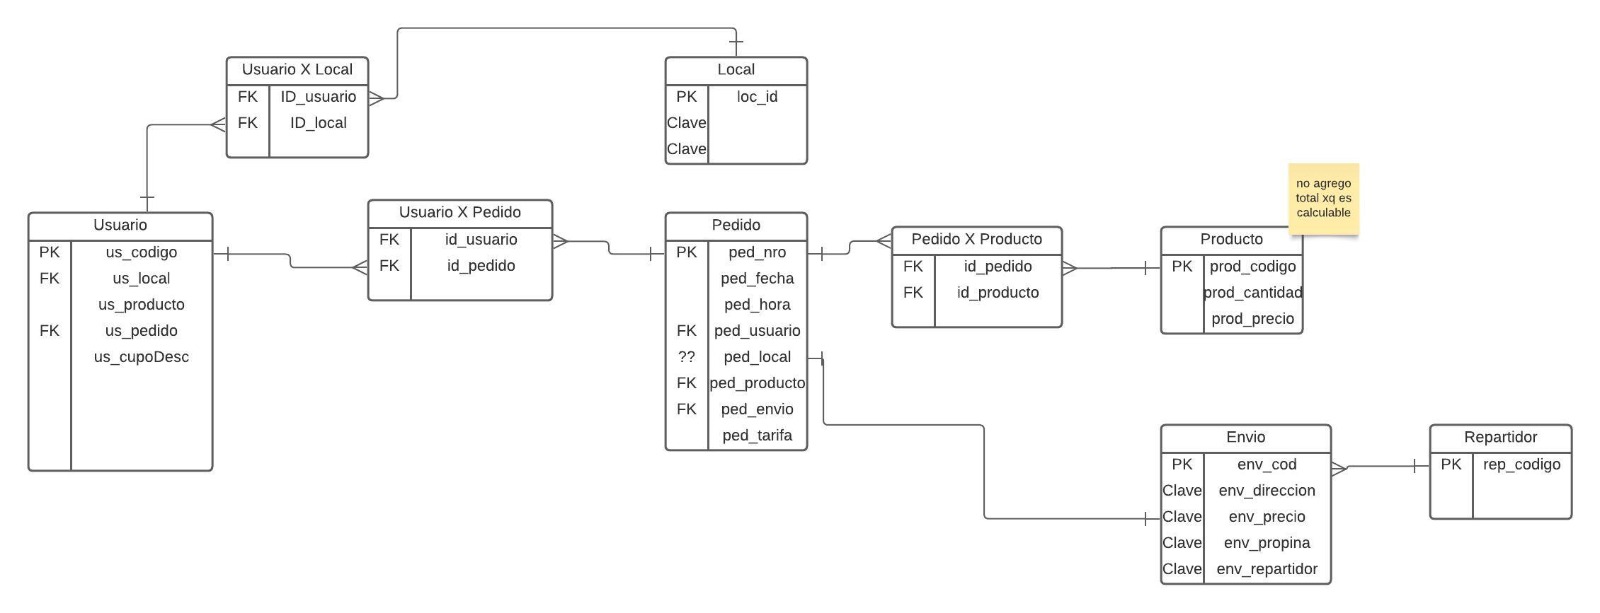 Usuario X Local
FK ID_usuario
FK ID_local
Local
PK loc_id
Clave
Clave
no agrego
total xq es
calculable
Usuario
PK us_codigo
FK us_local
us_producto
FK us_pedido
us_cupoDesc
Usuario X Pedido
FK id_usuario
FK id_pedido
Pedido
PK ped_nro
ped_fecha
ped_hora
FK ped_usuario
?? ped_local
FK ped_producto
FK ped_envio
ped_tarifa
Pedido X Producto
FK id_pedido
FK id_producto
Producto
PK prod_codigo
prod_cantidad
prod_precio
Envio
PK env_cod
Clave env_direccion
Clave env_precio
Clave env_propina
Clave env_repartidor
Repartidor
PK rep_codigo